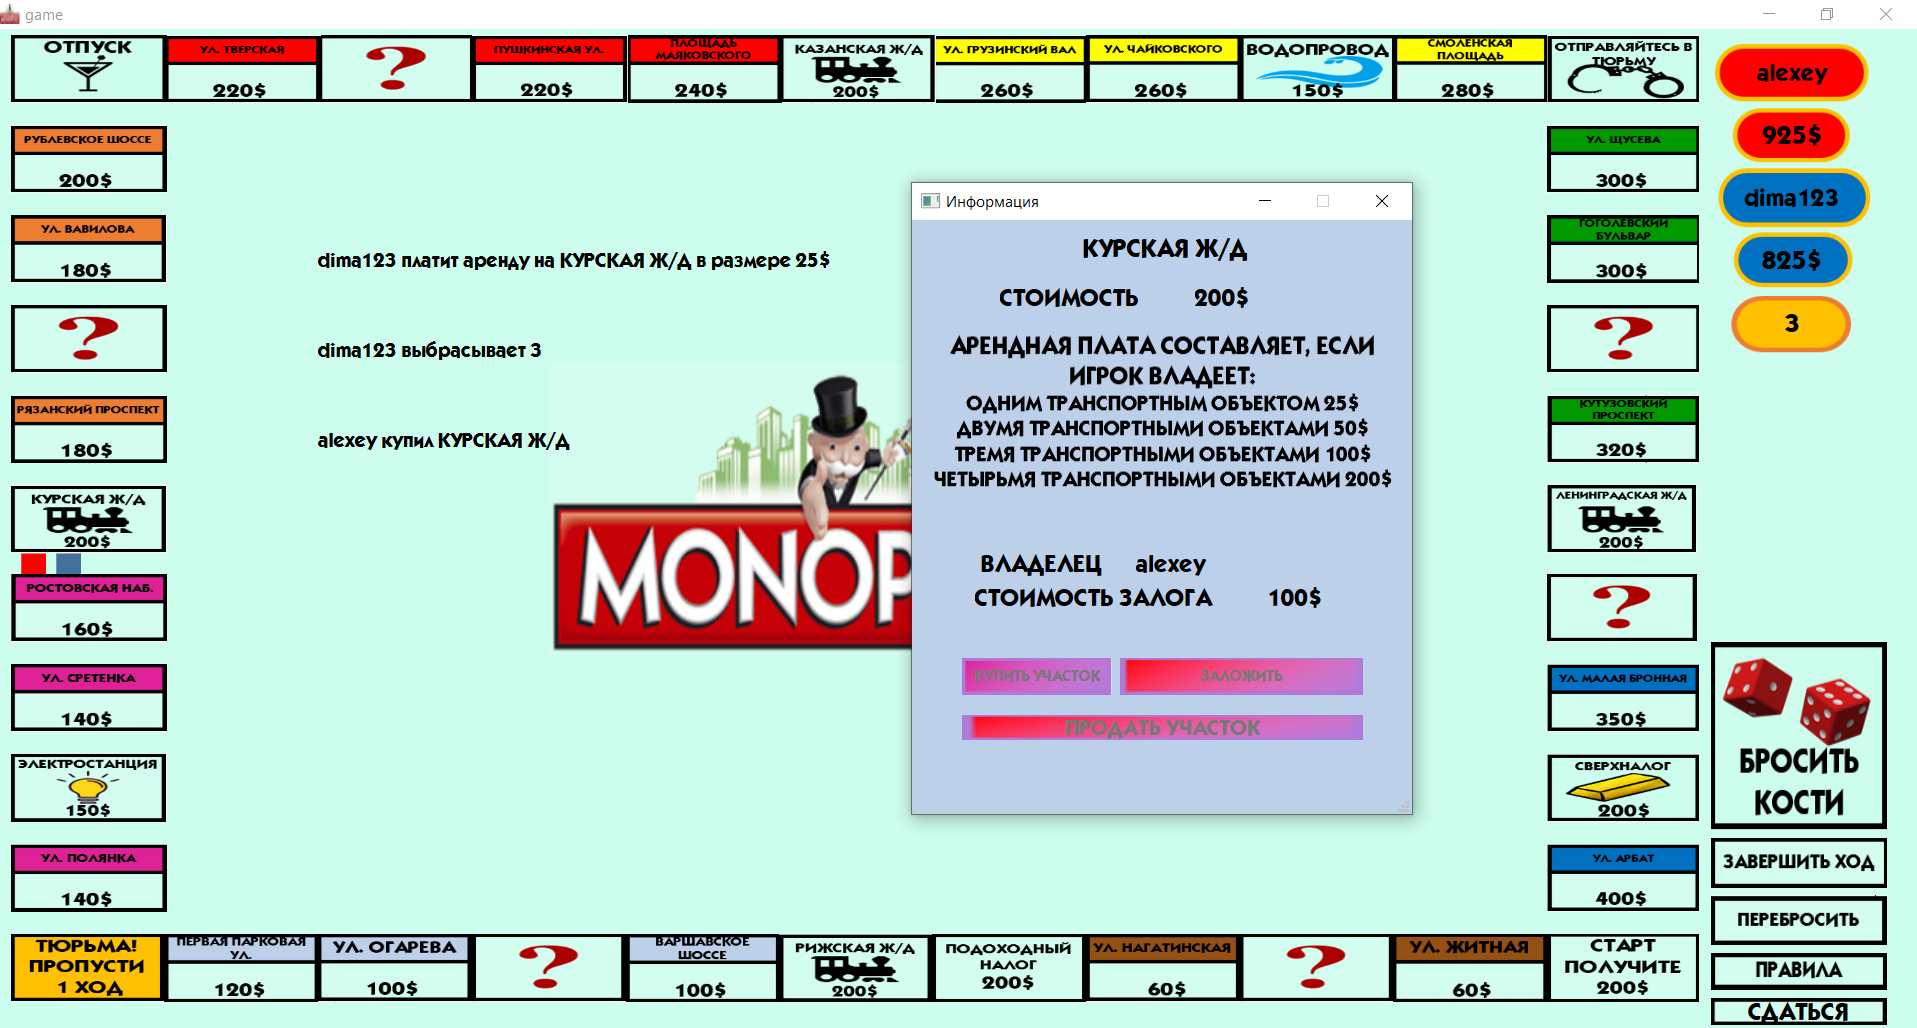 game
ОТПУСК
УЛ. ТВЕРСКАЯ
220$
ПУШКИНСКАЯ УЛ.
220$
ПЛОЩАДЬ
МАЯКОВСКОГО
240$
КАЗАНСКАЯ Ж/Д
200$
УЛ. ГРУЗИНСКИЙ ВАЛ
260$
УЛ. ЧАЙКОВСКОГО
260$
ВОДОПРОВОД
150$
СМОЛЕНСКАЯ
ПЛОЩАДЬ
280$
ОТПРАВЛЯЙТЕСЬ В
ТЮРЬМУ
alexey
925$
dima123
825$
3
РУБЛЕВСКОЕ ШОССЕ
200$
УЛ. ВАВИЛОВА
180$
?
РЯЗАНСКИЙ ПРОСПЕКТ
180$
КУРСКАЯ Ж/Д
200$
РОСТОВСКАЯ НАБ.
160$
УЛ. СРЕТЕНКА
140$
ЭЛЕКТРОСТАНЦИЯ
150$
УЛ. ПОЛЯНКА
140$
dima123 платит аренду на КУРСКАЯ Ж/Д в размере 25$
dima123 выбрасывает 3
alexey купил КУРСКАЯ Ж/Д
MONOP
Информация
КУРСКАЯ Ж/Д
СТОИМОСТЬ 200$
АРЕНДНАЯ ПЛАТА СОСТАВЛЯЕТ, ЕСЛИ
ИГРОК ВЛАДЕЕТ:
ОДНИМ ТРАНСПОРТНЫМ ОБЪЕКТОМ 25$
ДВУМЯ ТРАНСПОРТНЫМИ ОБЪЕКТАМИ 50$
ТРЕМЯ ТРАНСПОРТНЫМИ ОБЪЕКТАМИ 100$
ЧЕТЫРЬМЯ ТРАНСПОРТНЫМИ ОБЪЕКТАМИ 200$
ВЛАДЕЛЕЦ alexey
СТОИМОСТЬ ЗАЛОГА 100$
КУПИТЬ УЧАСТОК
ЗАЛОЖИТЬ
ПРОДАТЬ УЧАСТОК
УЛ. ЩУСЕВА
300$
ГОГОЛЕВСКИЙ
БУЛЬВАР
300$
?
КУТУЗОВСКИЙ
ПРОСПЕКТ
320$
ЛЕНИНГРАДСКАЯ Ж/Д
200$
?
УЛ. МАЛАЯ БРОННАЯ
350$
СВЕРХНАЛОГ
200$
УЛ. АРБАТ
400$
БРОСИТЬ
КОСТИ
ЗАВЕРШИТЬ ХОД
ПЕРЕБРОСИТЬ
ПРАВИЛА
СДАТЬСЯ
ТЮРЬМА!
ПРОПУСТИ
1 ХОД
ПЕРВАЯ ПАРКОВАЯ
УЛ.
120$
УЛ. ОГАРЕВА
100$
?
ВАРШАВСКОЕ
ШОССЕ
100$
РИЖСКАЯ Ж/Д
200$
ПОДОХОДНЫЙ
НАЛОГ
200$
УЛ. НАГАТИНСКАЯ
60$
?
УЛ. ЖИТНАЯ
60$
СТАРТ
ПОЛУЧИТЕ
200$